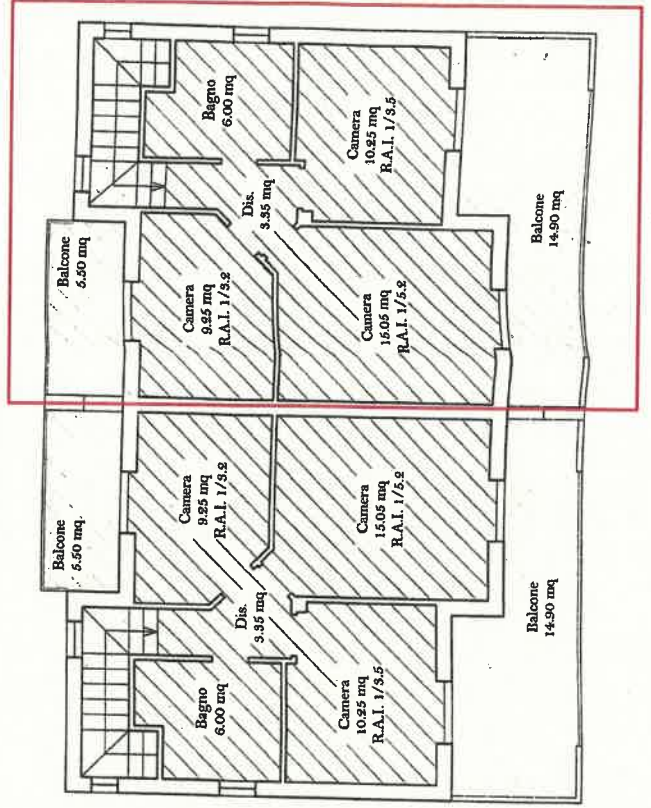 Bagno
6.00 mq
Camera
10.25 mq
R.A.I. 1/3.5
Dis.
3.35 mq
Balcone
5.50 mq
Camera
9.25 mq
R.A.I. 1/3.2
Camera
15.05 mq
R.A.I. 1/5.2
Balcone
14.90 mq
Balcone
5.50 mq.
Camera
9.25 mq
R.A.I. 1/3.2
Camera
15.05 mq
R.A.I. 1/5.2
Dis.
3.35 mq
Bagno
6.00 mq
Camera
10.25 mq
R.A.I. 1/3.5
Balcone
14.90 mq